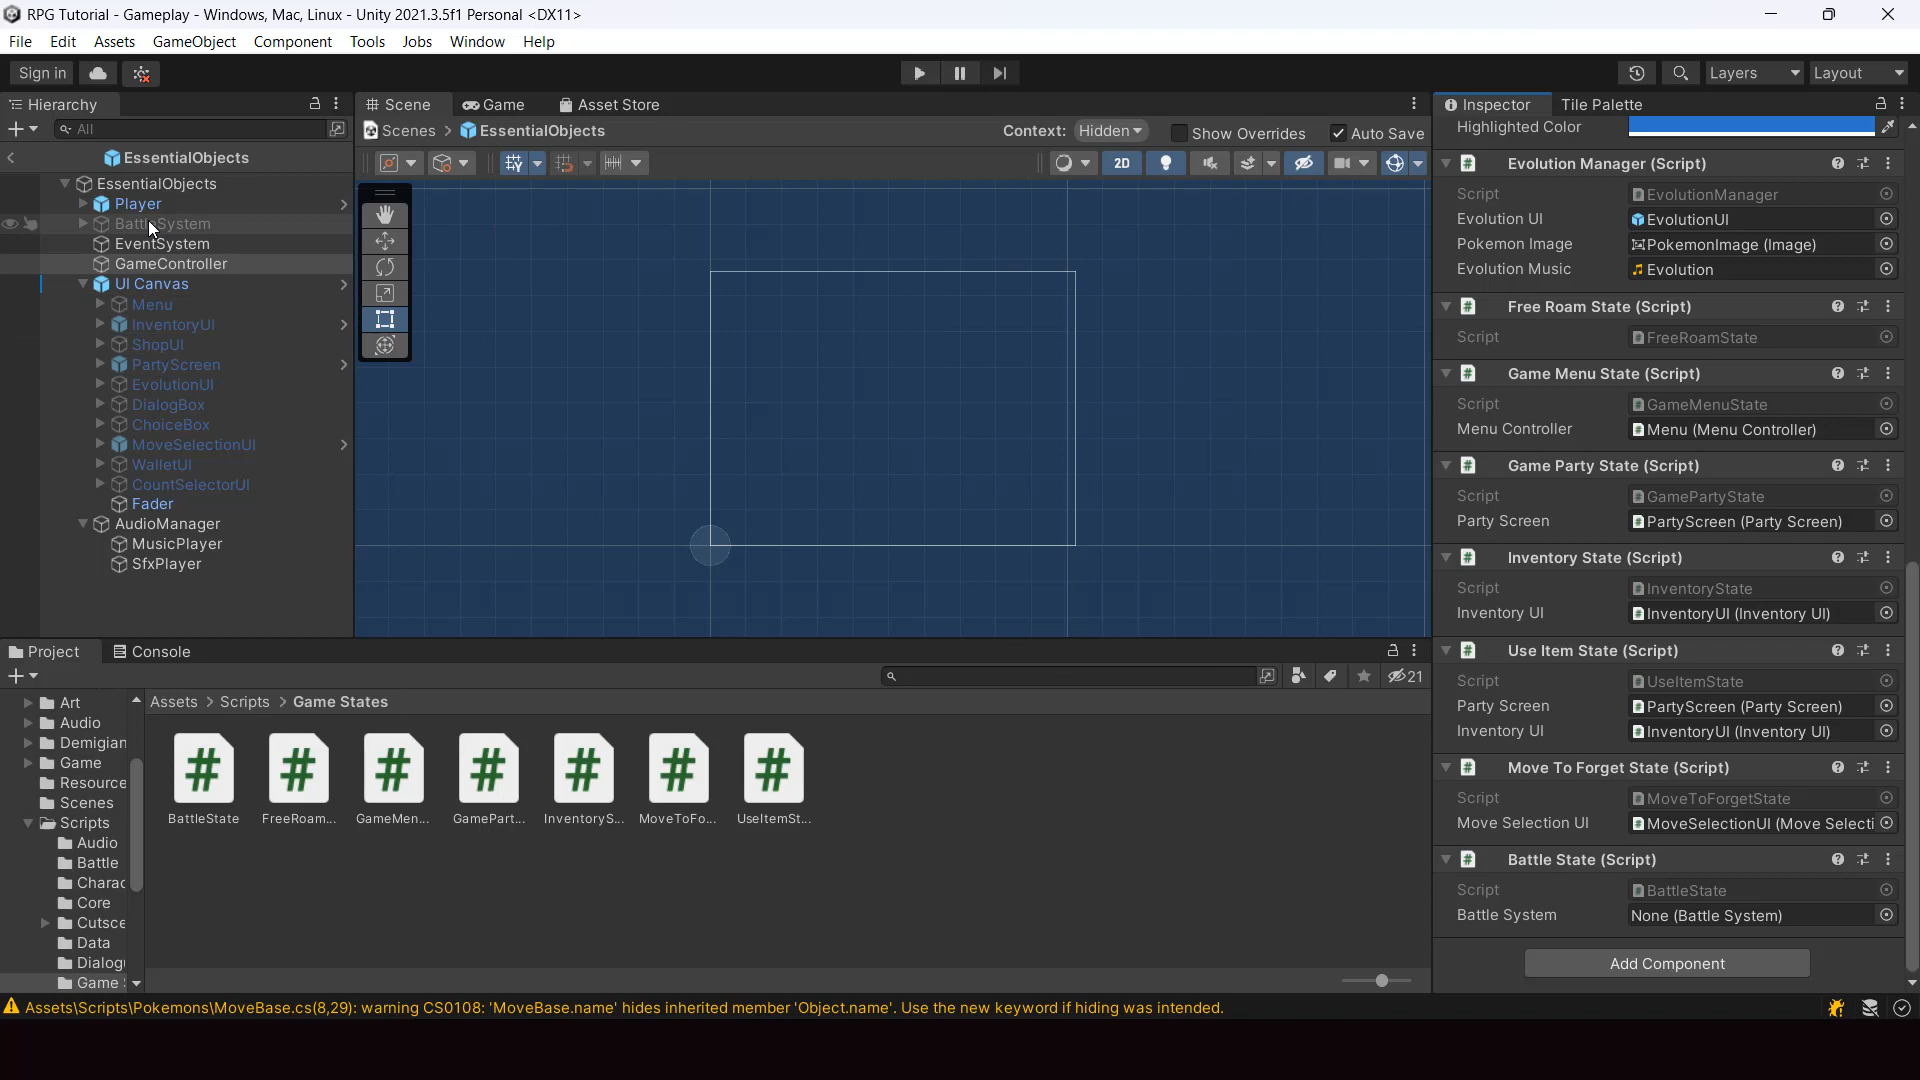 RPG Tutorial - Gameplay - Windows, Mac, Linux - Unity 2021.3.5f1 Personal <DX11>
File Edit Assets GameObject Component Tools Jobs Window Help
Sign in Layers Layout
Hierarchy
All
EssentialObjects
EssentialObjects
Player
BattleSystem
EventSystem
GameController
UI Canvas
Menu
InventoryUI
ShopUI
PartyScreen
EvolutionUI
DialogBox
ChoiceBox
MoveSelectionUI
WalletUI
CountSelectorUI
Fader
AudioManager
MusicPlayer
SfxPlayer
Scene Game Asset Store
Scenes > EssentialObjects Context: Hidden Show Overrides Auto Save
2D
Project Console
21
Art
Audio
Demigian
Game
Resource
Scenes
Scripts
Audio
Battle
Charac
Core
Cutsce
Data
Dialog
Game
Assets > Scripts > Game States
BattleState FreeRoam... GameMen... GamePart... InventoryS... MoveToFo... UseItemSt...
Inspector Tile Palette
Highlighted Color
Evolution Manager (Script)
Script EvolutionManager
Evolution UI EvolutionUI
Pokemon Image PokemonImage (Image)
Evolution Music Evolution
Free Roam State (Script)
Script FreeRoamState
Game Menu State (Script)
Script GameMenuState
Menu Controller Menu (Menu Controller)
Game Party State (Script)
Script GamePartyState
Party Screen PartyScreen (Party Screen)
Inventory State (Script)
Script InventoryState
Inventory UI InventoryUI (Inventory UI)
Use Item State (Script)
Script UseItemState
Party Screen PartyScreen (Party Screen)
Inventory UI InventoryUI (Inventory UI)
Move To Forget State (Script)
Script MoveToForgetState
Move Selection UI MoveSelectionUI (Move Selecti
Battle State (Script)
Script BattleState
Battle System None (Battle System)
Add Component
Assets\Scripts\Pokemons\MoveBase.cs(8,29): warning CS0108: 'MoveBase.name' hides inherited member 'Object.name'. Use the new keyword if hiding was intended.